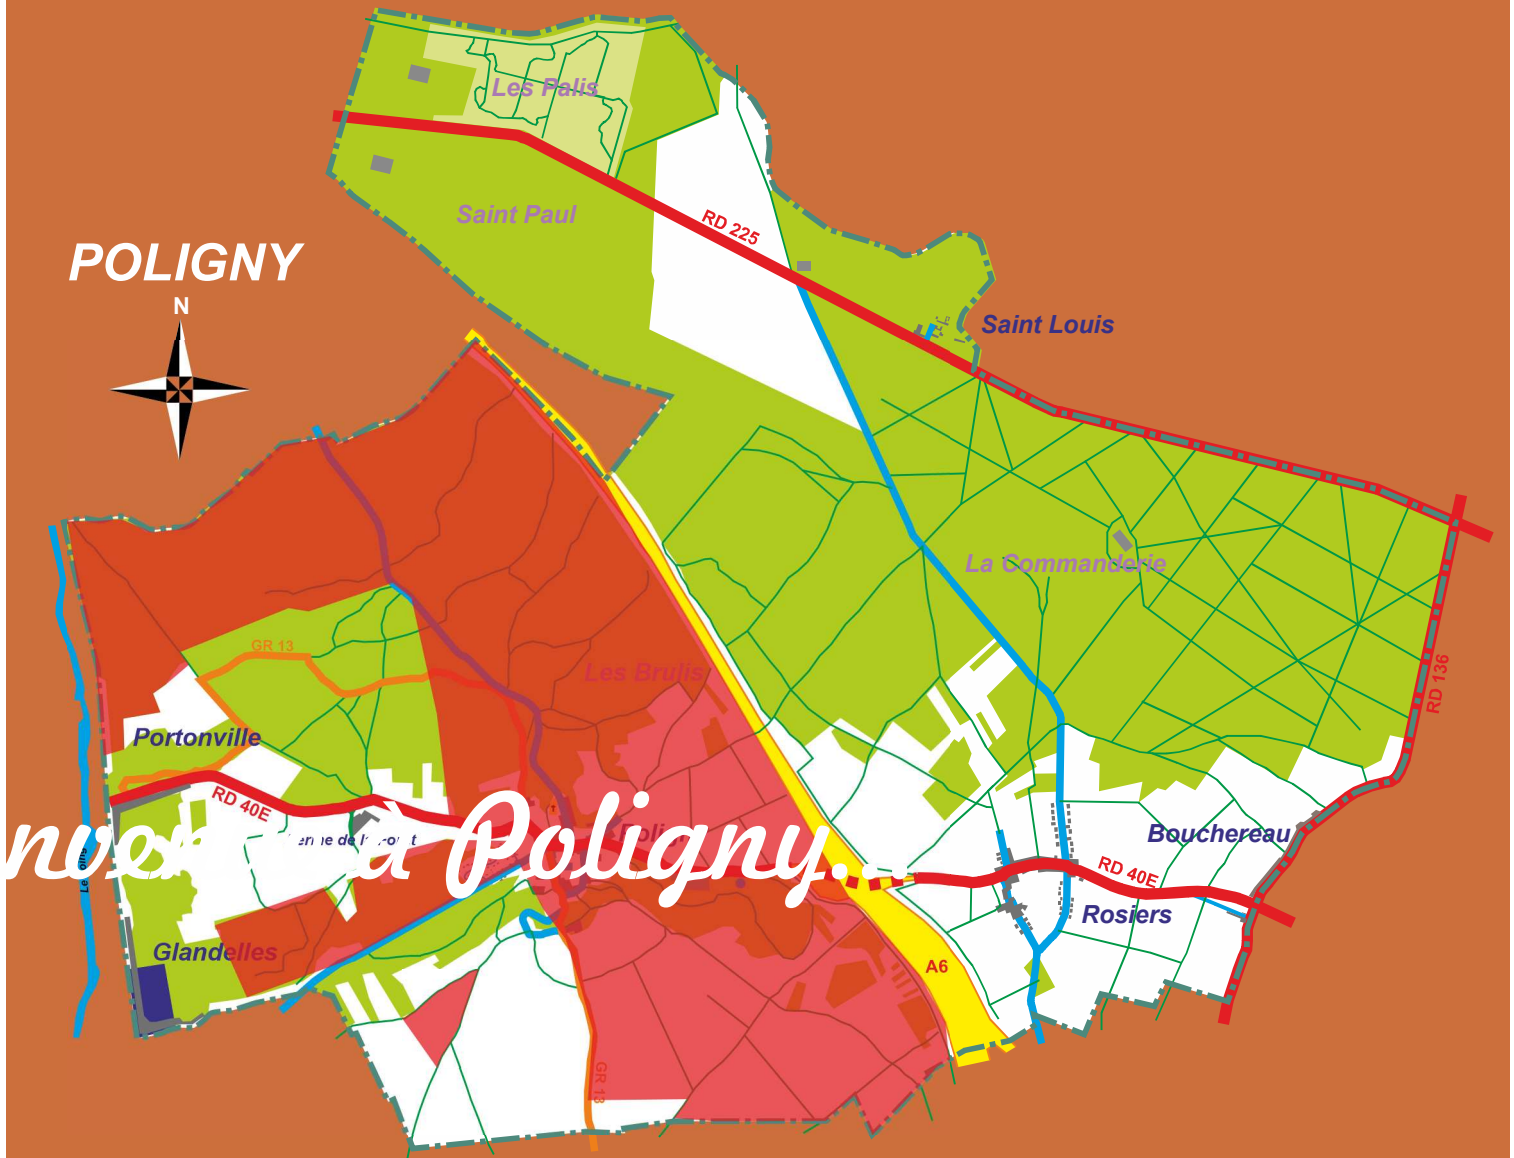 Les Palis
Saint Paul
RD 225
POLIGNY
N
Saint Louis
La Commanderie
GR 13
Les Brulis
RD 136
Portonville
RD 40E
nvenue à Poligny...
Bouchereau
RD 40E
Rosiers
Glandelles
A6
GR 13